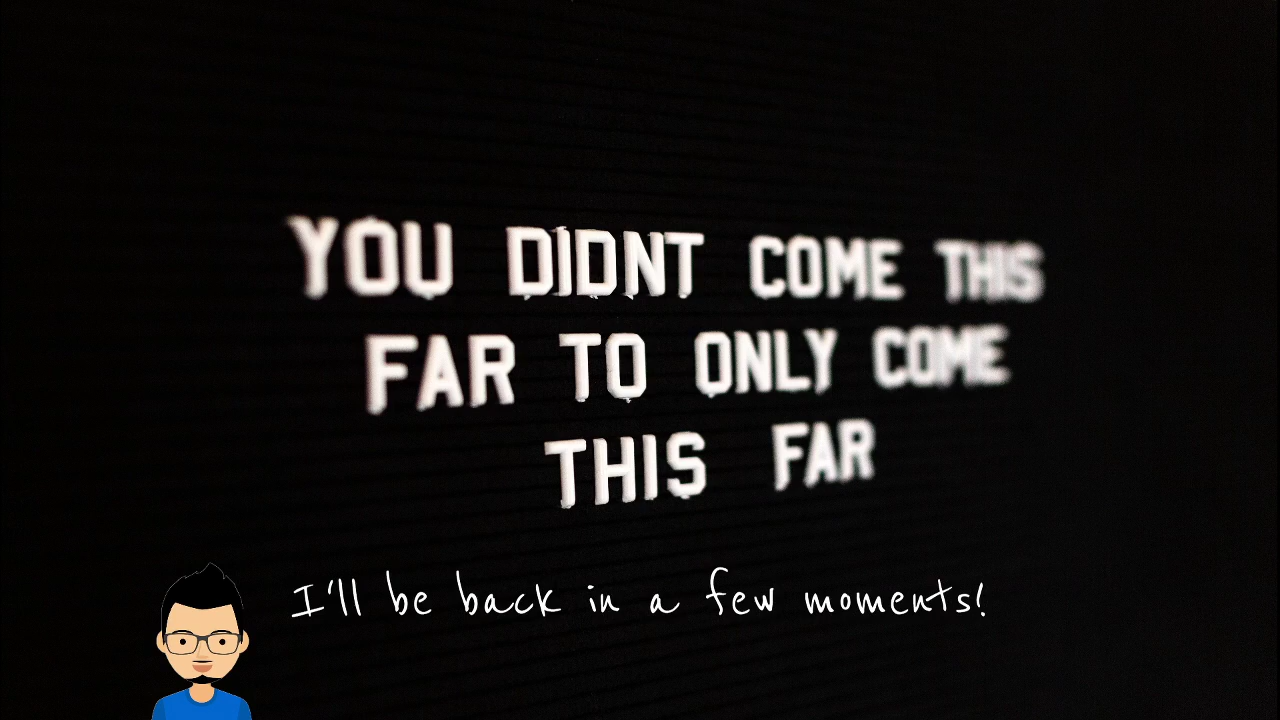 YOU DIDNT COME THIS
FAR TO ONLY COME
THIS FAR
I'll be back in a few moments!